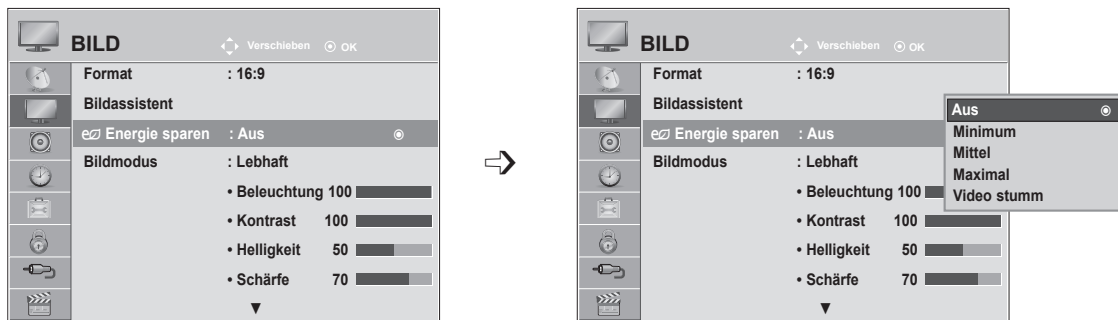 BILD
Verschieben OK
Format : 16:9
Bildassistent
Energie sparen : Aus
Bildmodus : Lebhaft
• Beleuchtung 100
• Kontrast 100
• Helligkeit 50
• Schärfe 70
BILD
Verschieben OK
Format : 16:9
Bildassistent
Energie sparen : Aus
Bildmodus : Lebhaft
• Beleuchtung 100
• Kontrast 100
• Helligkeit 50
• Schärfe 70
Aus
Minimum
Mittel
Maximal
Video stumm